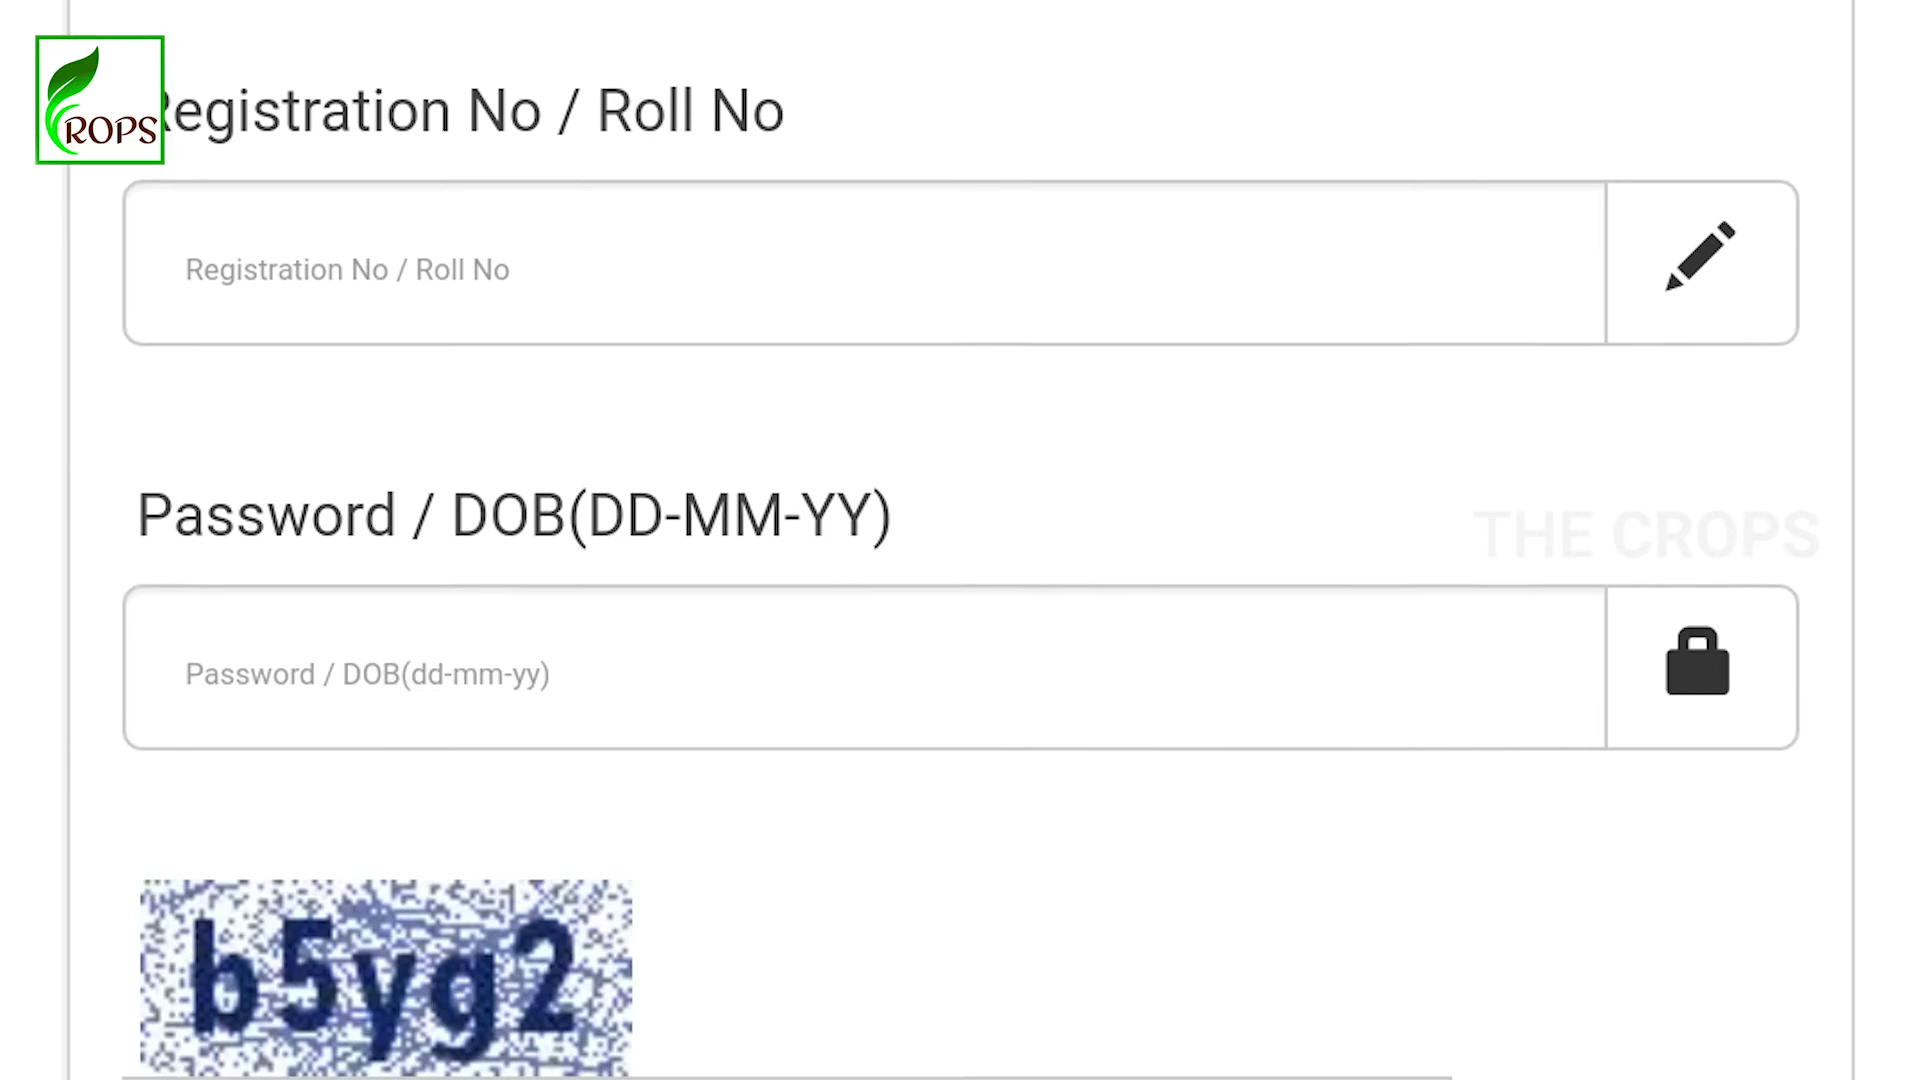 ROPS
Registration No / Roll No
Registration No / Roll No
Password / DOB(DD-MM-YY)
THE CROPS
Password / DOB(dd-mm-yy)
b5yg2